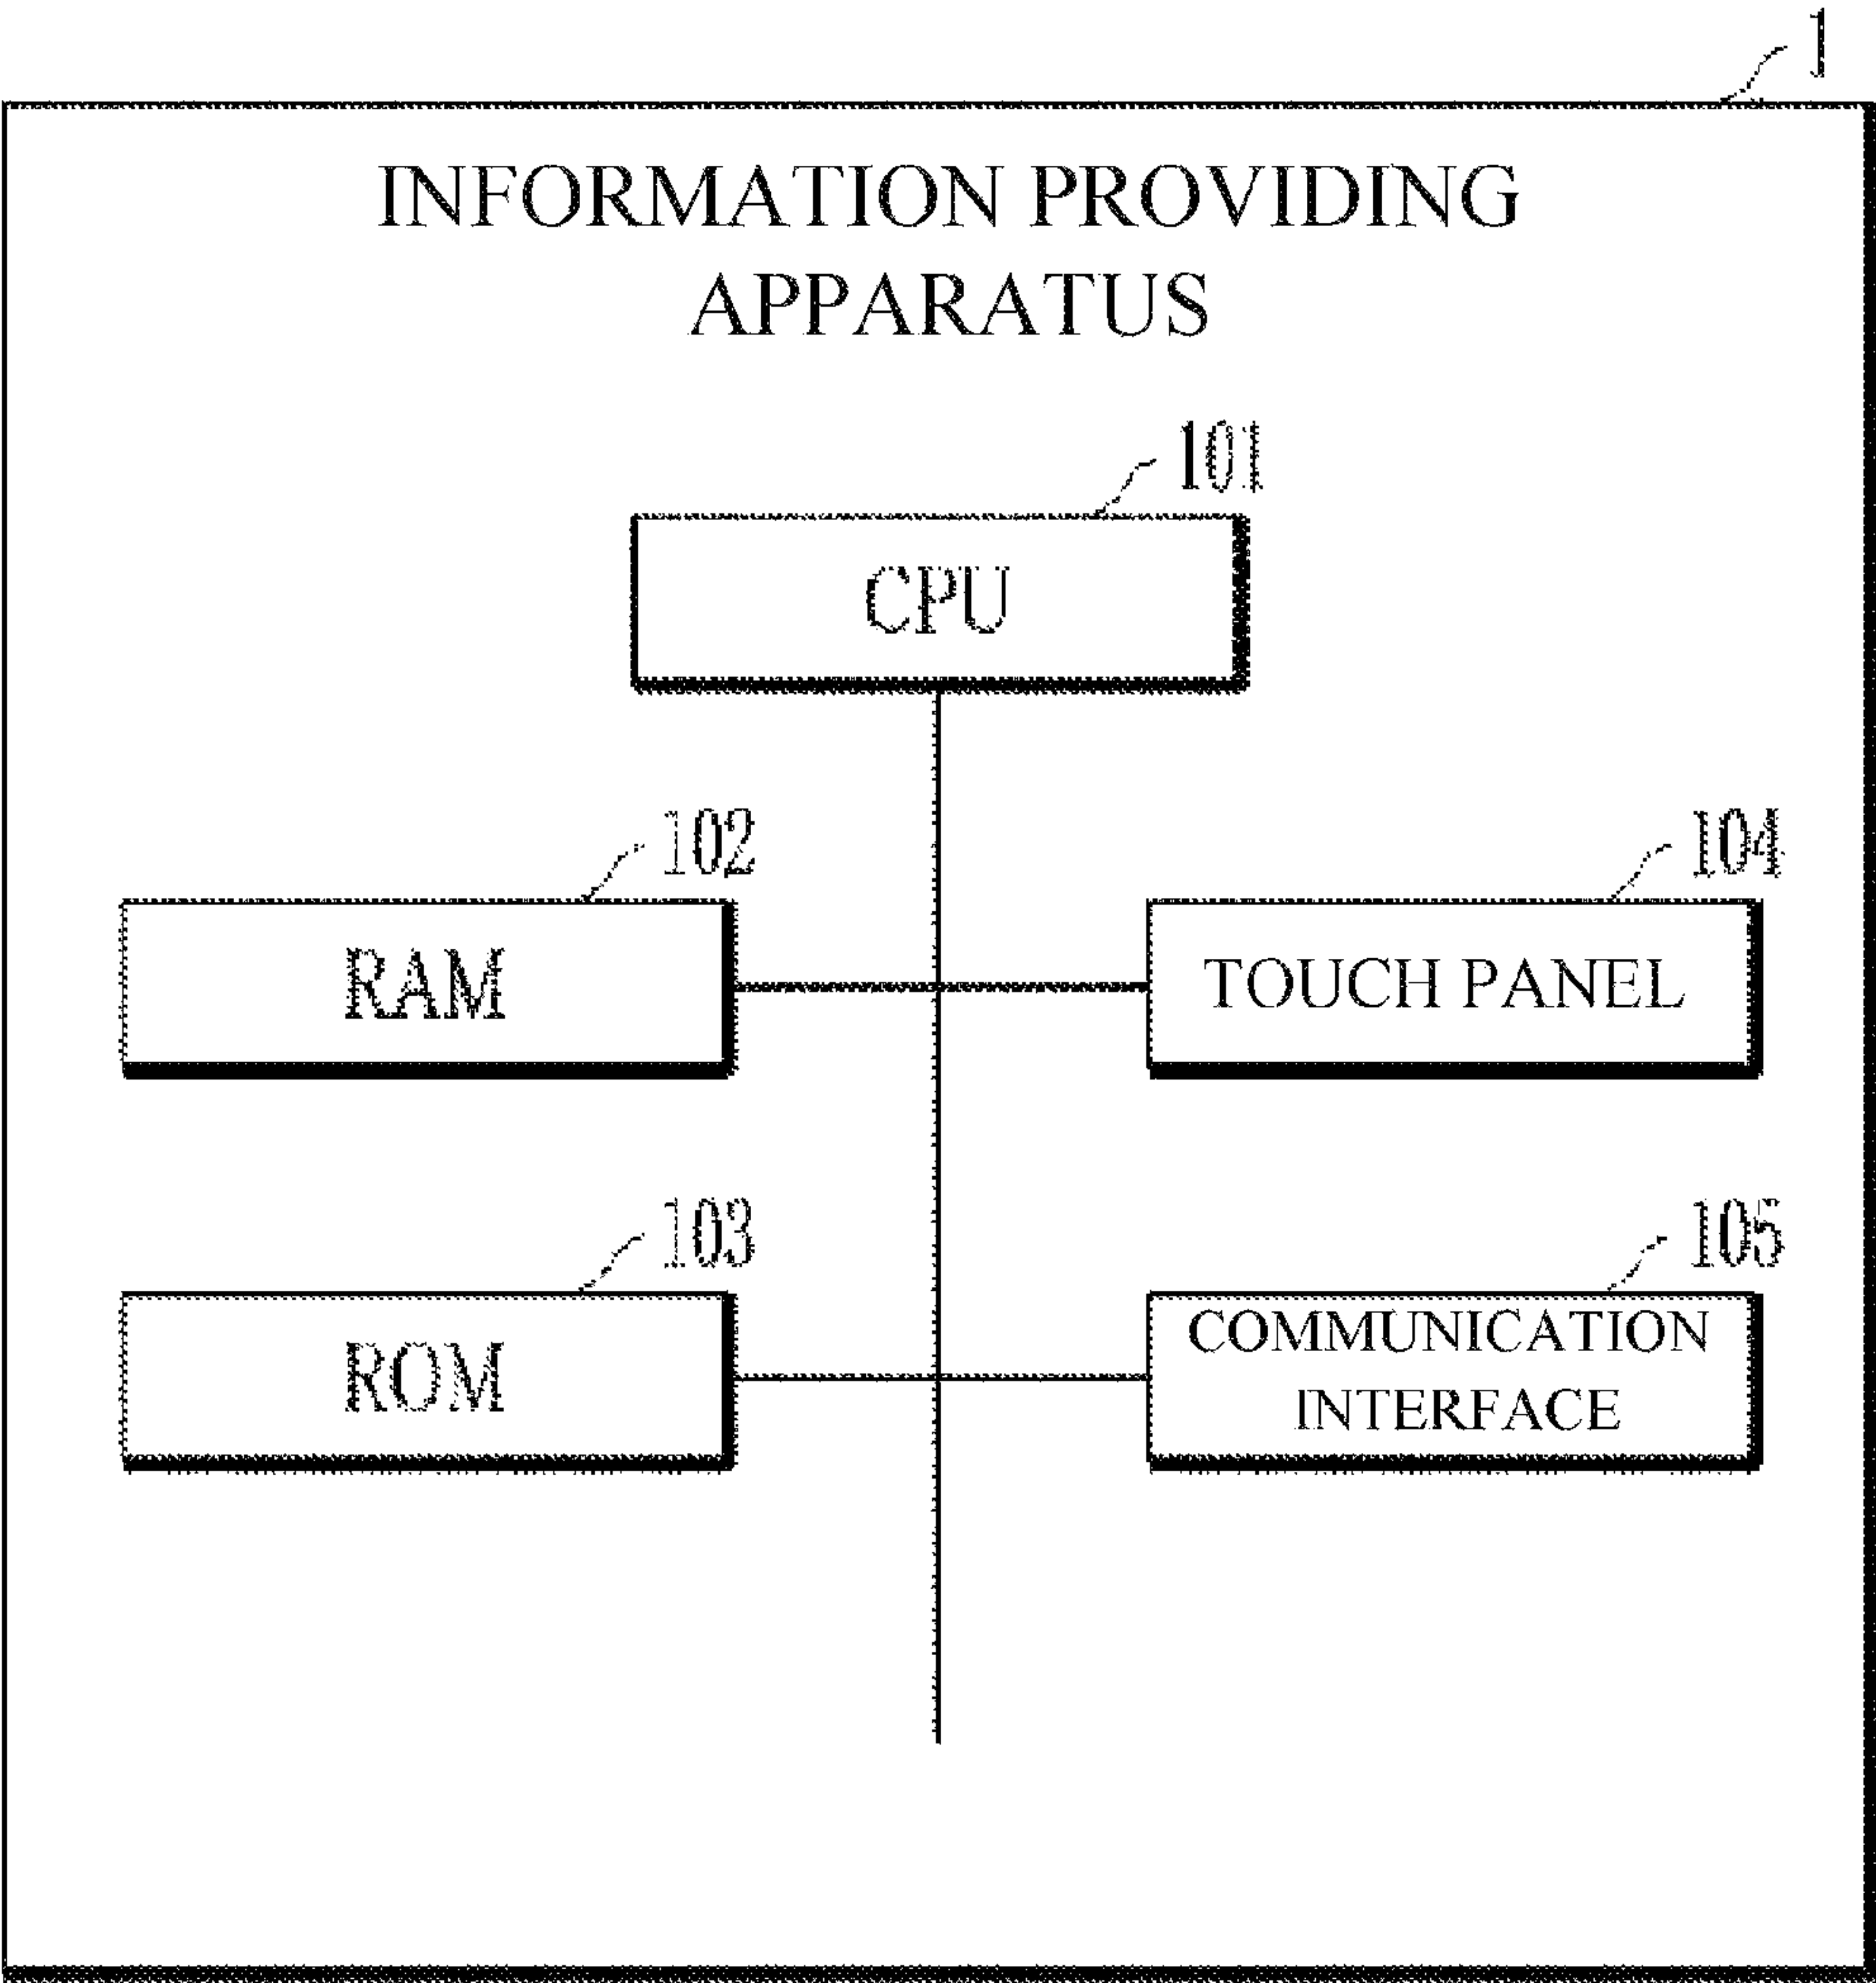 1
INFORMATION PROVIDING
APPARATUS
101
CPU
102
104
RAM
TOUCH PANEL
103
105
ROM
COMMUNICATION
INTERFACE